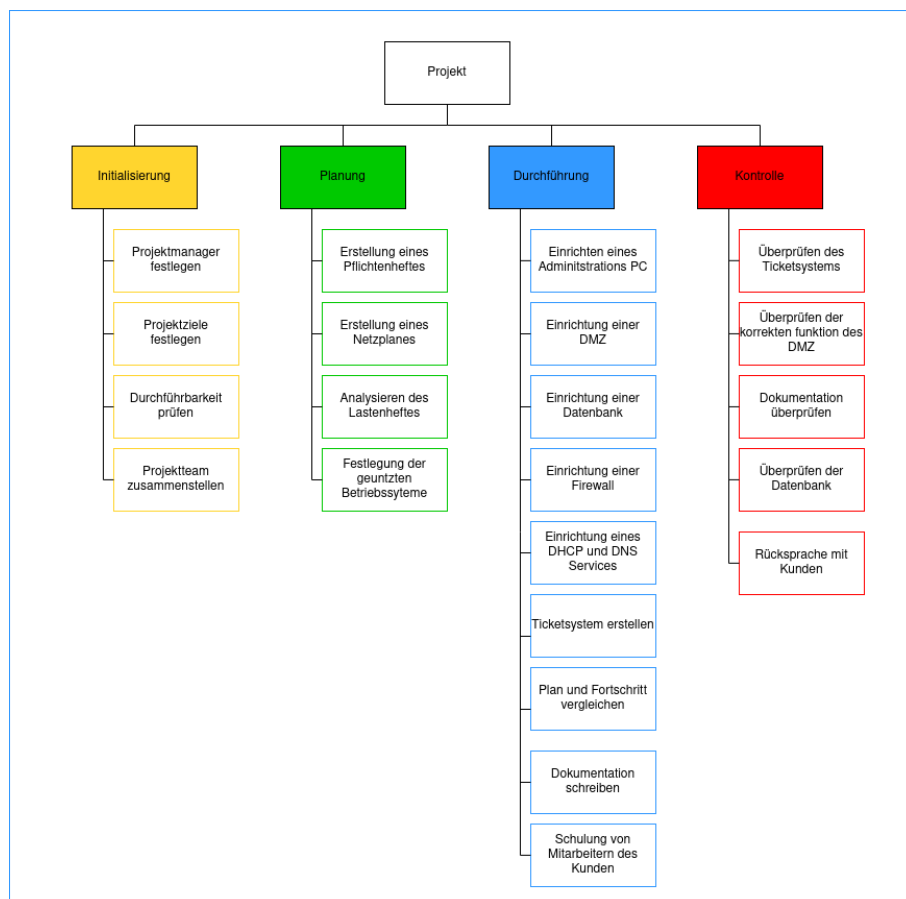 Projekt
Initialisierung
Planung
Durchführung
Kontrolle
Projektmanager
festlegen
Projektziele
festlegen
Durchführbarkeit
prüfen
Projektteam
zusammenstellen
Erstellung eines
Pflichtenheftes
Erstellung eines
Netzplanes
Analysieren des
Lastenheftes
Festlegung der
geuntzten
Betriebssyteme
Einrichten eines
Adminitstrations PC
Einrichtung einer
DMZ
Einrichtung einer
Datenbank
Einrichtung einer
Firewall
Einrichtung eines
DHCP und DNS
Services
Ticketsystem erstellen
Plan und Fortschritt
vergleichen
Dokumentation
schreiben
Schulung von
Mitarbeitern des
Kunden
Überprüfen des
Ticketsystems
Überprüfen der
korrekten funktion des
DMZ
Dokumentation
überprüfen
Überprüfen der
Datenbank
Rücksprache mit
Kunden